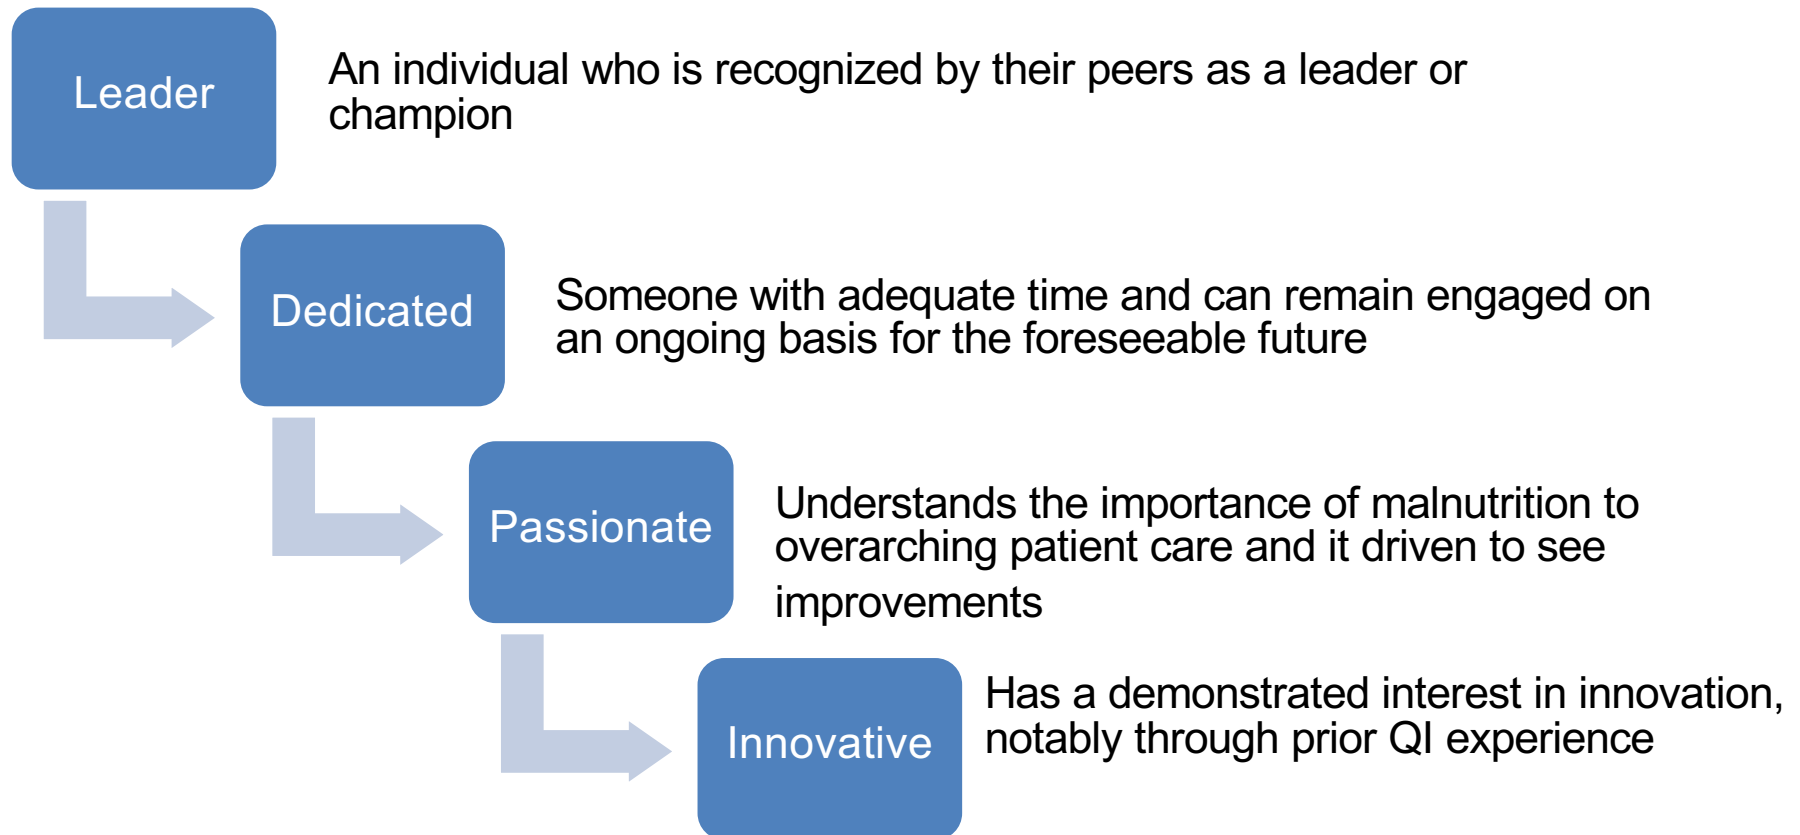 Leader
An individual who is recognized by their peers as a leader or
champion
Dedicated
Someone with adequate time and can remain engaged on
an ongoing basis for the foreseeable future
Passionate
Understands the importance of malnutrition to
overarching patient care and it driven to see
improvements
Innovative
Has a demonstrated interest in innovation,
notably through prior QI experience